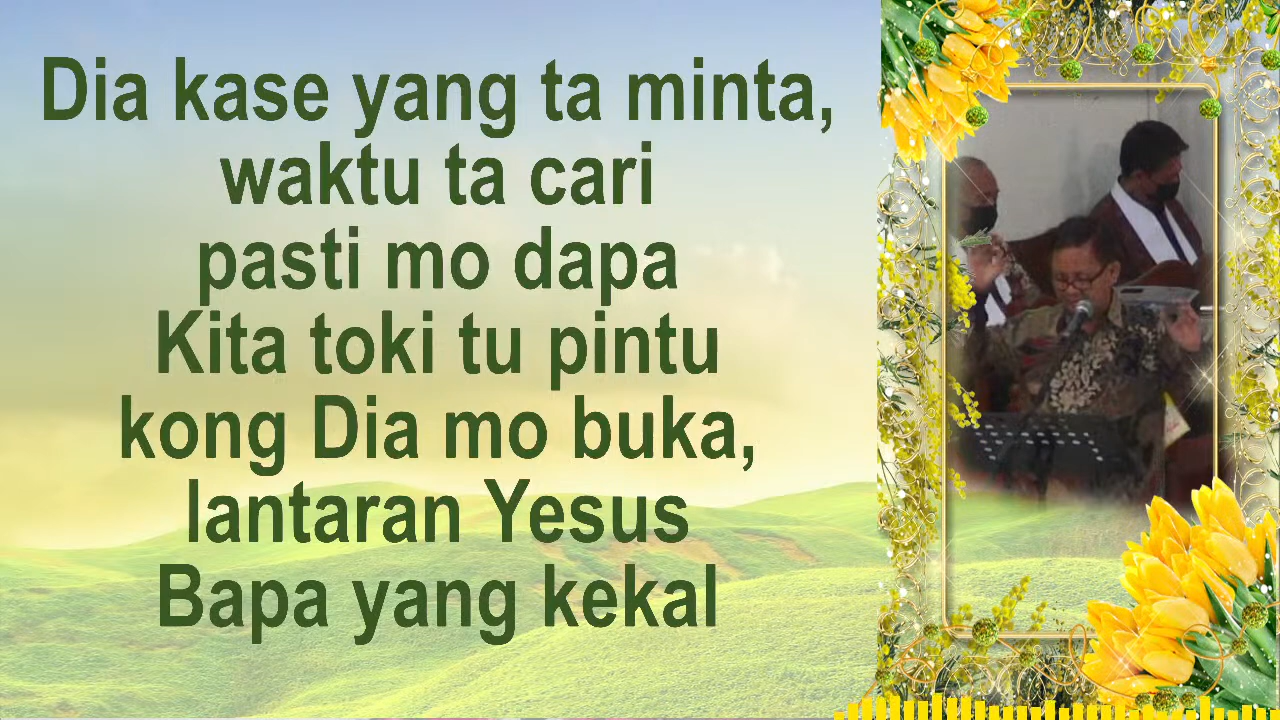 Dia kase yang ta minta,
waktu ta cari
pasti mo dapa
Kita toki tu pintu
kong Dia mo buka,
lantaran Yesus
Bapa yang kekal